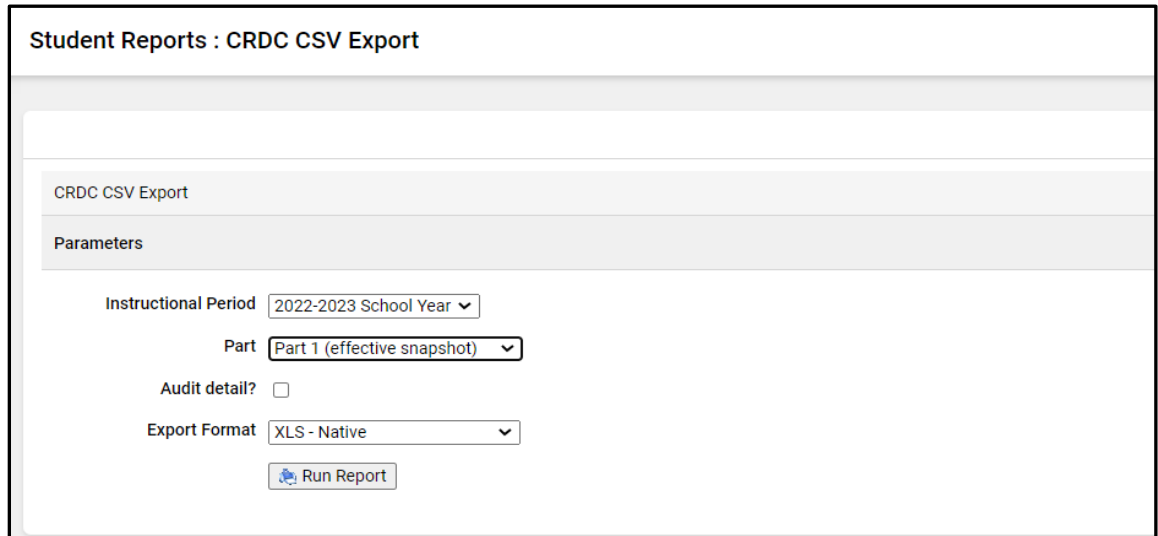 Student Reports : CRDC CSV Export
CRDC CSV Export
Parameters
Instructional Period 2022-2023 School Year
Part Part 1 (effective snapshot)
Audit detail?
Export Format XLS - Native
Run Report